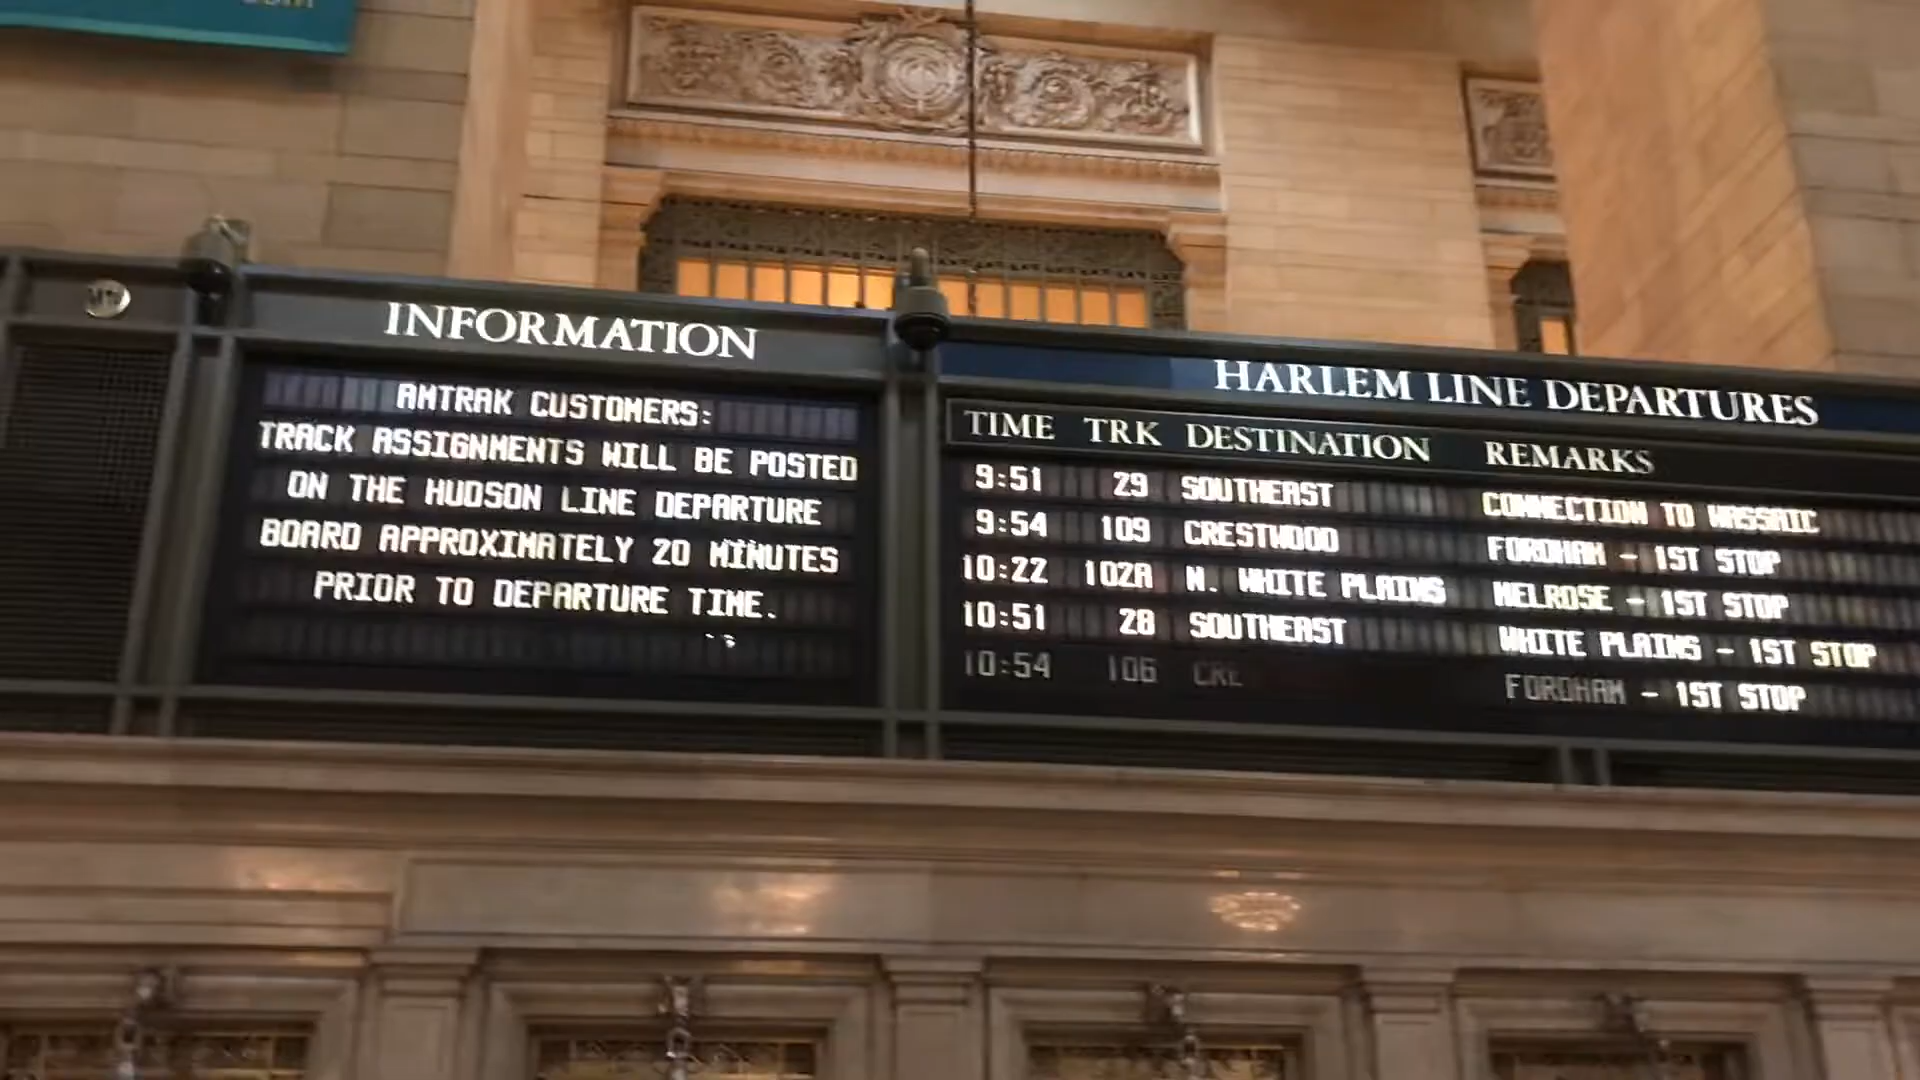 com
INFORMATION
AMTRAK CUSTOMERS:
TRACK ASSIGNMENTS WILL BE POSTED
ON THE HUDSON LINE DEPARTURE
BOARD APPROXIMATELY 20 MINUTES
PRIOR TO DEPARTURE TIME.
HARLEM LINE DEPARTURES
TIME TRK DESTINATION REMARKS
9:51 29 SOUTHEAST CONNECTION TO WASSAIC
9:54 109 CRESTWOOD FORDHAM - 1ST STOP
10:22 102A N. WHITE PLAINS MELROSE - 1ST STOP
10:51 28 SOUTHEAST WHITE PLAINS - 1ST STOP
10:54 106 CRE FORDHAM - 1ST STOP